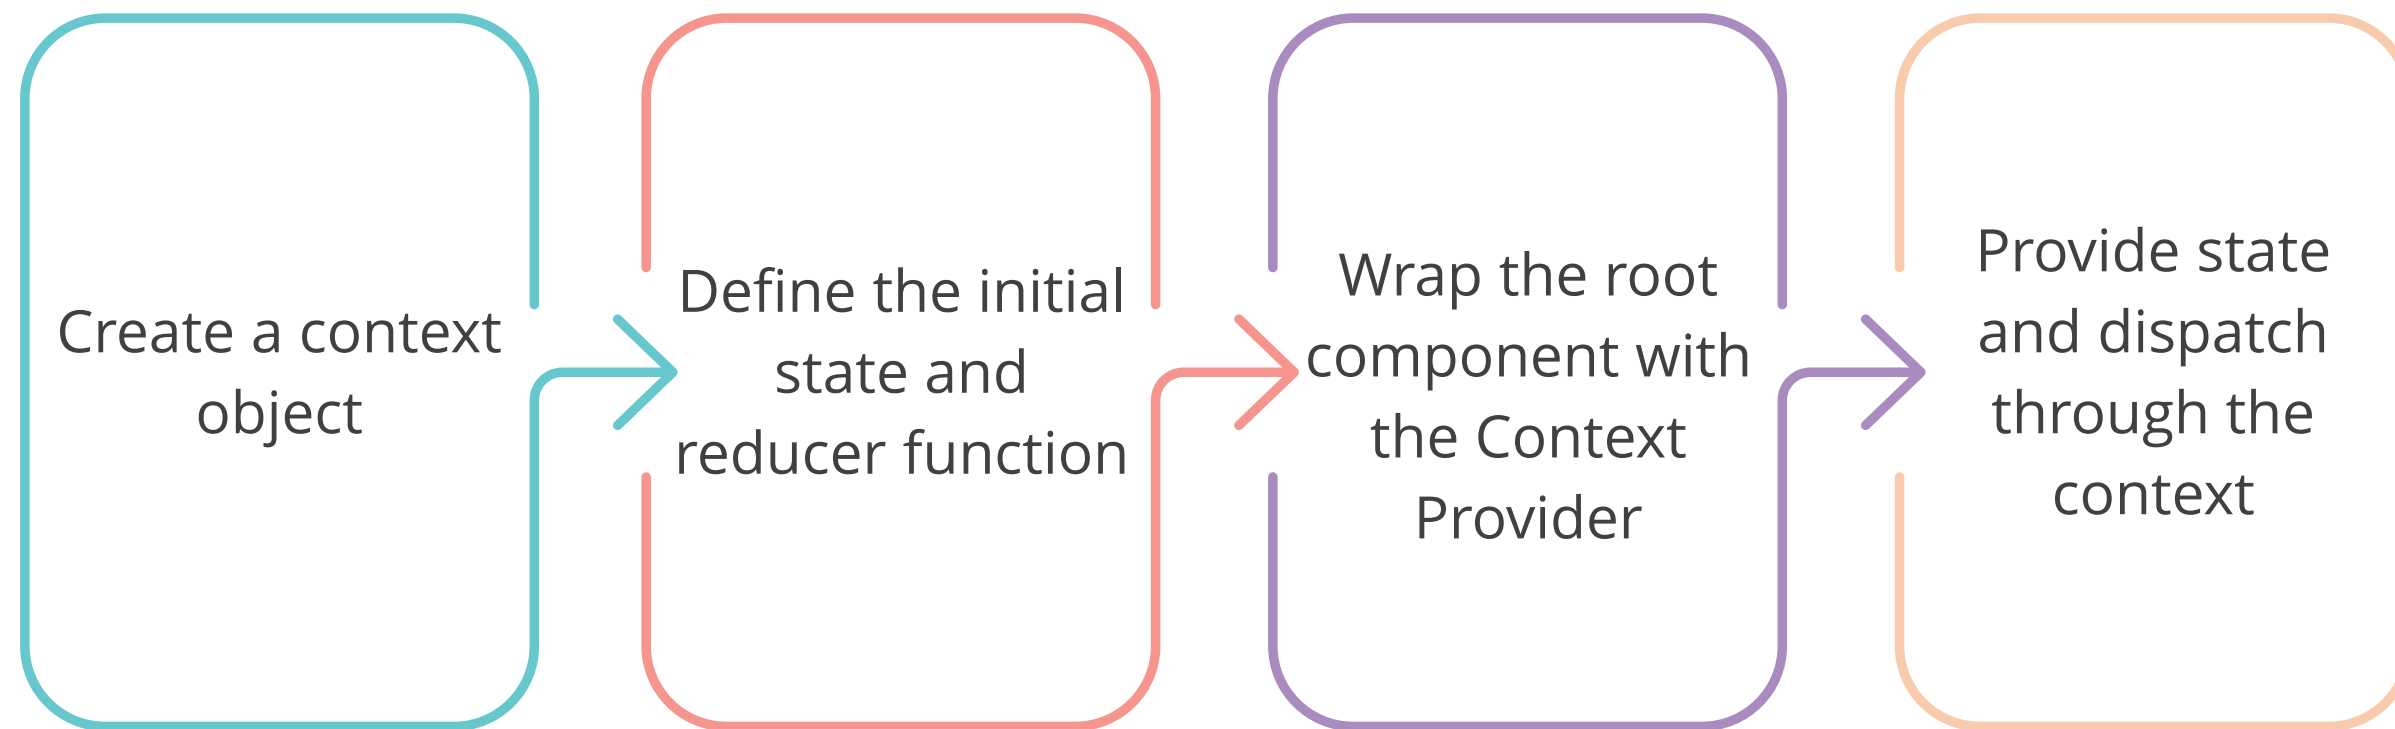 Create a context
object
Define the initial
state and
reducer function
Wrap the root
component with
the Context
Provider
Provide state
and dispatch
through the
context